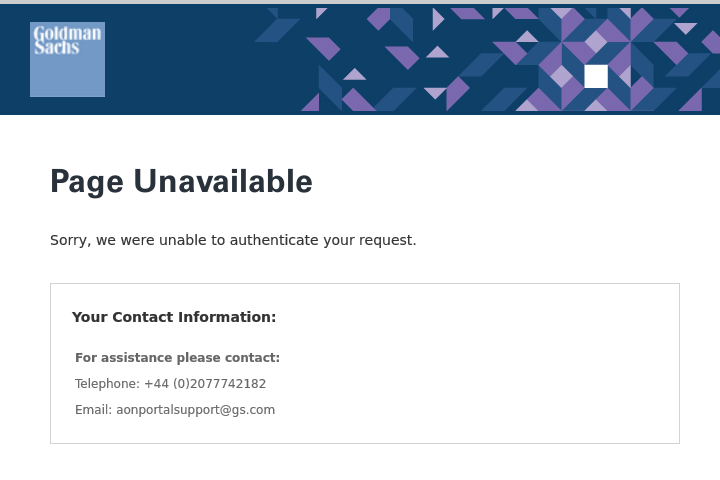 Goldman
Sachs
Page Unavailable
Sorry, we were unable to authenticate your request.
Your Contact Information:
For assistance please contact:
Telephone: +44 (0)2077742182
Email: aonportalsupport@gs.com